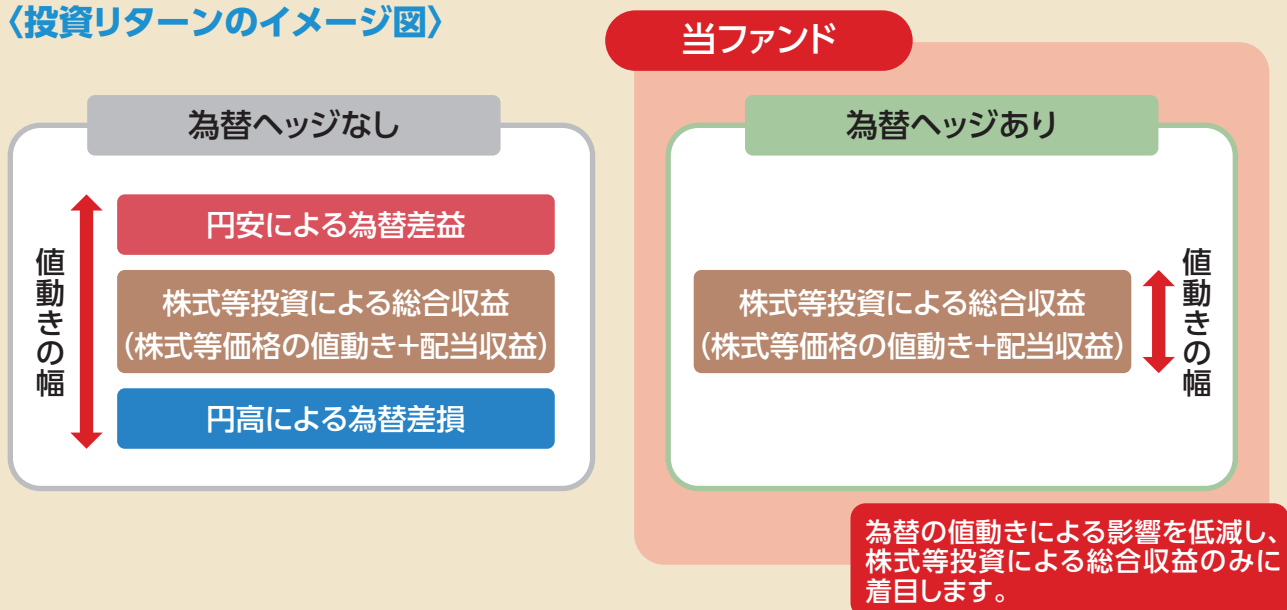 〈投資リターンのイメージ図〉
当ファンド
為替ヘッジなし
値動きの幅
円安による為替差益
株式等投資による総合収益
(株式等価格の値動き+配当収益)
円高による為替差損
為替ヘッジあり
株式等投資による総合収益
(株式等価格の値動き+配当収益)
値動きの幅
為替の値動きによる影響を低減し、
株式等投資による総合収益のみに
着目します。